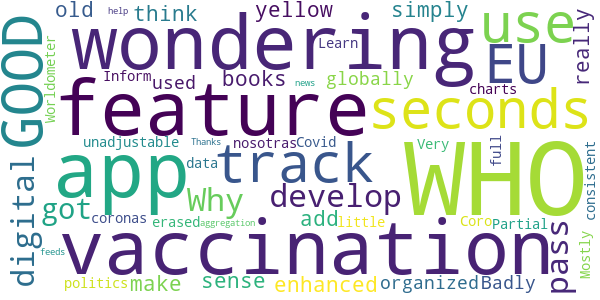 old help think yellow simply
wondering Learn use really
GOOD Worldometer Inform used books news globally EU
feature seconds charts
unadjustable Thanks nosotras Covid Very full consistent
app data track WHO
digital got Why develop
coronas erased aggregation add little Coro Partial pass
vaccination Mostly
feeds politics make sense enhanced organized Badly